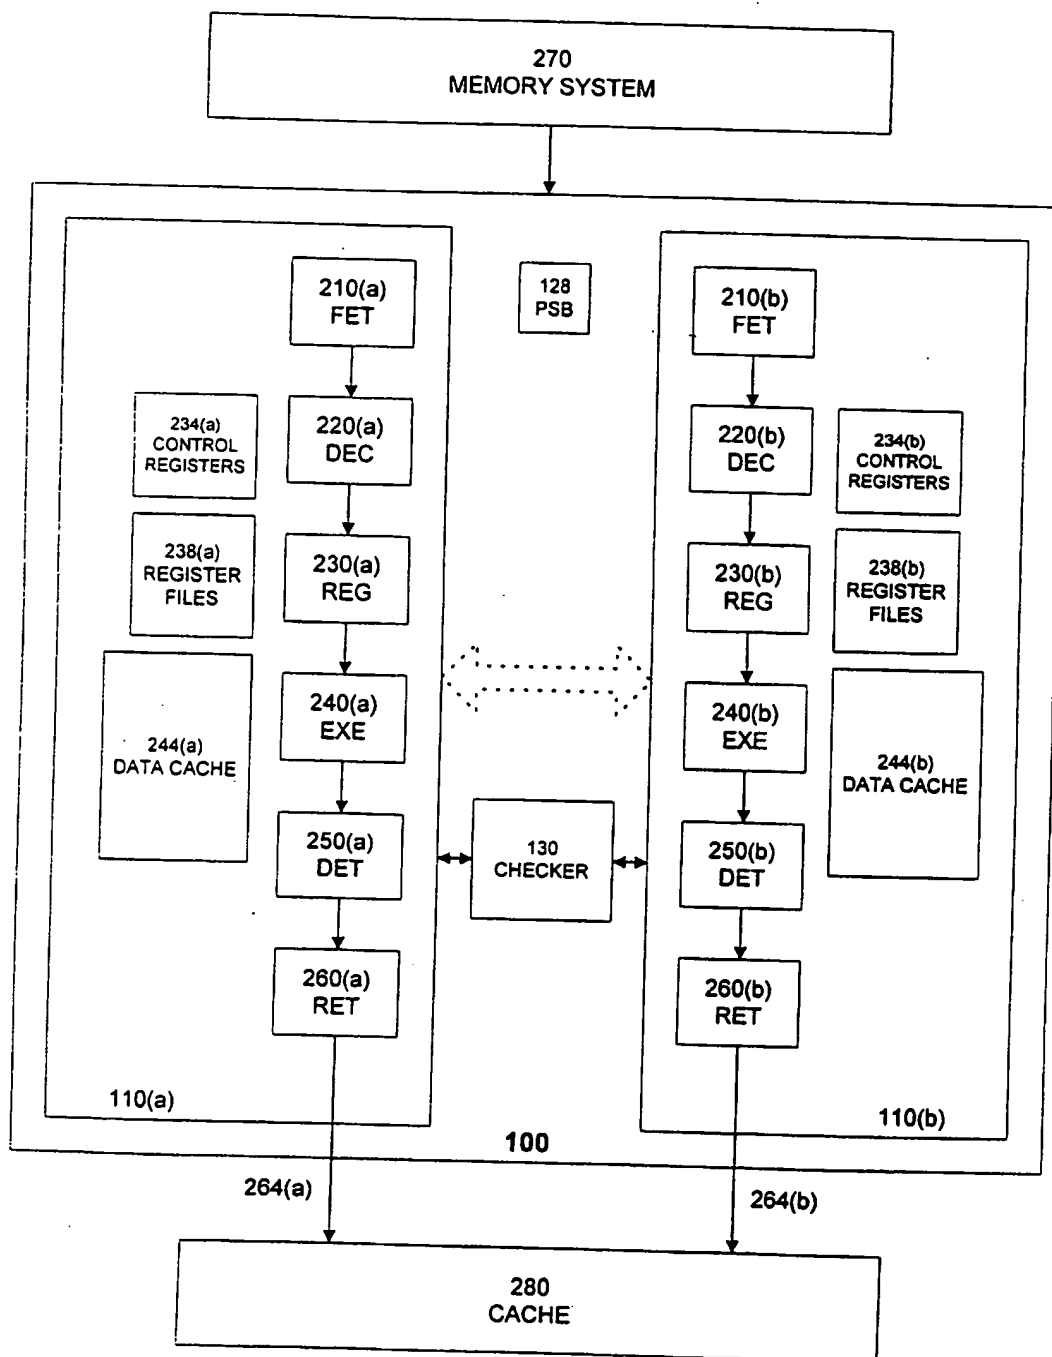 270
MEMORY SYSTEM
210(a)
FET
128
PSB
210(b)
FET
234(a)
CONTROL
REGISTERS
220(a)
DEC
220(b)
DEC
234(b)
CONTROL
REGISTERS
238(a)
REGISTER
FILES
230(a)
REG
230(b)
REG
238(b)
REGISTER
FILES
244(a)
DATA CACHE
240(a)
EXE
240(b)
EXE
244(b)
DATA CACHE
250(a)
DET
130
CHECKER
250(b)
DET
260(a)
RET
260(b)
RET
110(a)
110(b)
100
264(a)
264(b)
280
CACHE